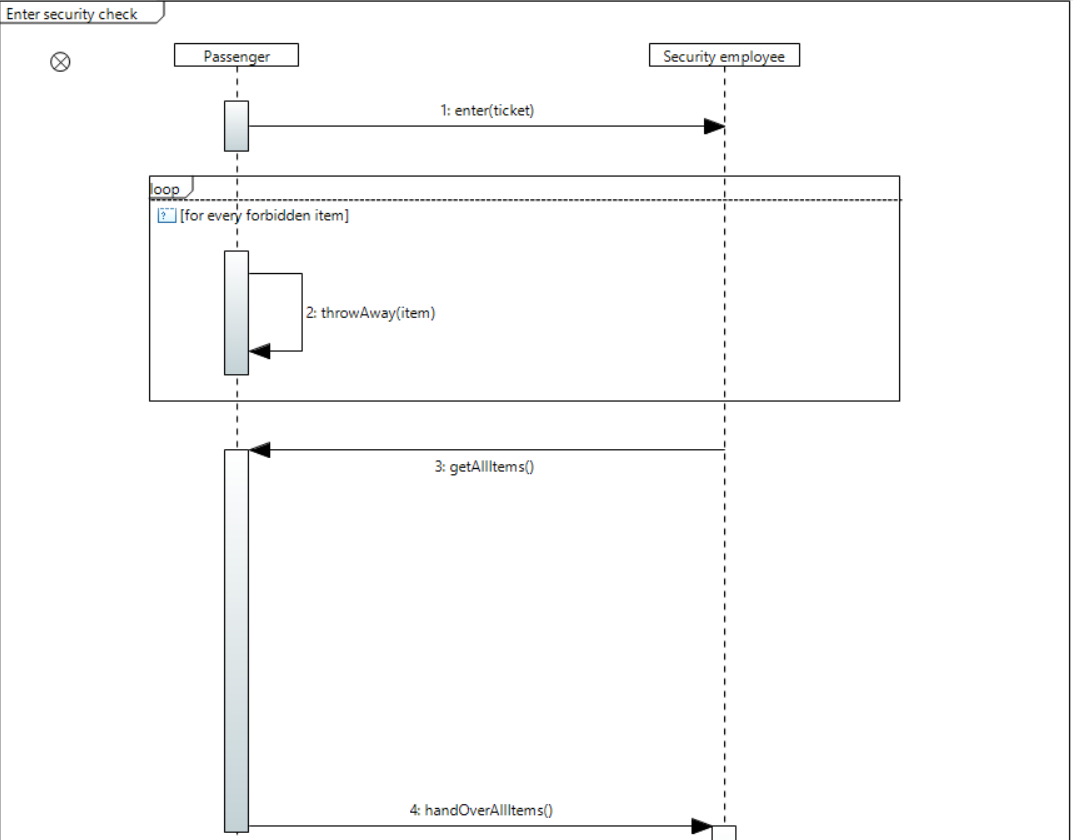 Enter security check
Passenger
Security employee
1: enter(ticket)
loop
? [for every forbidden item]
2: throwAway(item)
3: getAllItems()
4: handOverAllItems()